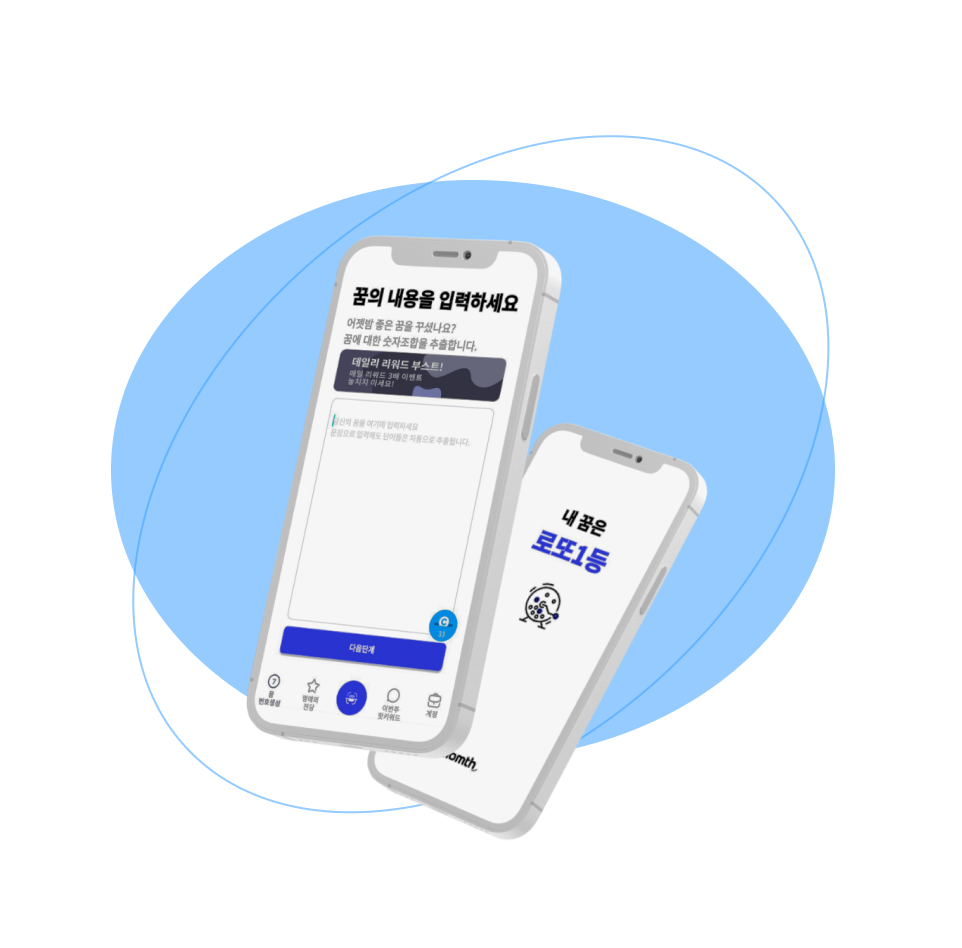 꿈의 내용을 입력하세요
어젯밤 좋은 꿈을 꾸셨나요?
꿈에 대한 숫자조합을 추출합니다.
데일리 리워드 부스트!
매일 리워드 3배 이벤트
놓치지 마세요!
당신의 꿈을 여기에 입력하세요
문장으로 입력해도 단어들은 자동으로 추출됩니다.
C
33
다음단계
7
꿈
번호생성
명예의
전당
이번주
핫키워드
계정
내 꿈은
로또1등